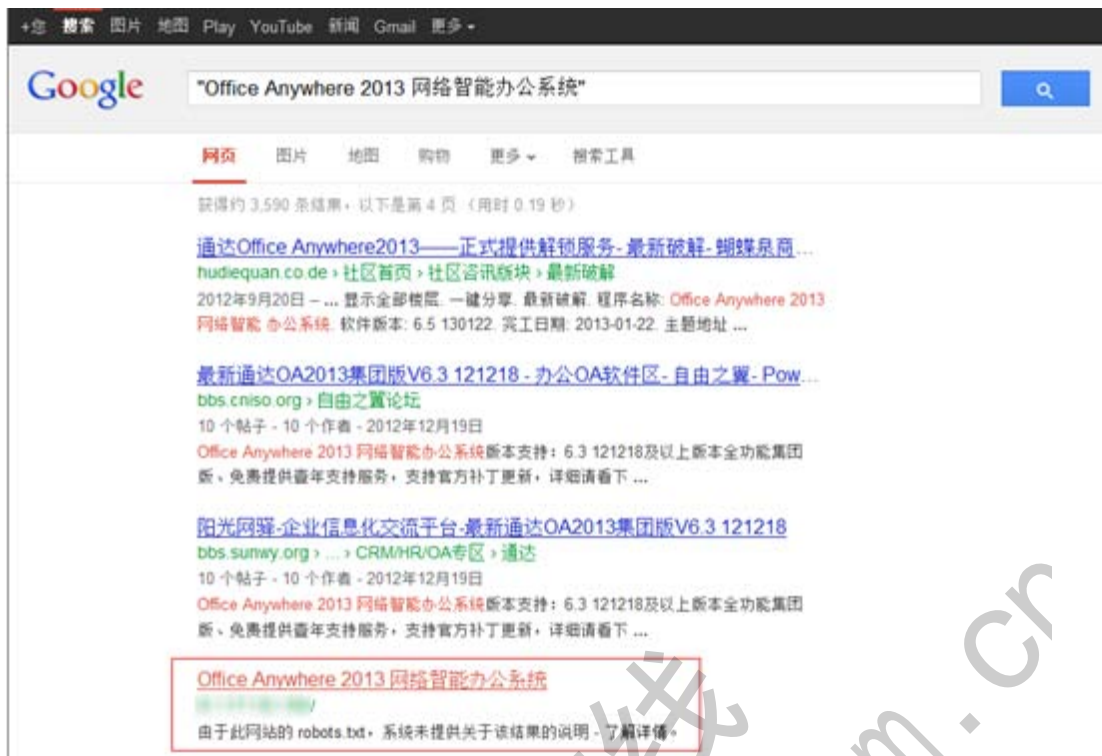 +您 搜索 图片 地图 Play YouTube 新闻 Gmail 更多
Google "Office Anywhere 2013 网络智能办公系统"
网页 图片 地图 购物 更多 搜索工具
获得约 3,590 条结果，以下是第 4 页 （用时 0.19 秒）
通达Office Anywhere2013——正式提供解锁服务- 最新破解- 蝴蝶泉商...
hudiequan.co.de › 社区首页 › 社区咨讯版块 › 最新破解
2012年9月20日 – ... 显示全部楼层. 一键分享. 最新破解. 程序名称: Office Anywhere 2013
网络智能 办公系统. 软件版本: 6.5 130122. 完工日期: 2013-01-22. 主题地址 ...
最新通达OA2013集团版V6.3 121218 - 办公OA软件区- 自由之翼- Pow...
bbs.cniso.org › 自由之翼论坛
10 个帖子 - 10 个作者 - 2012年12月19日
Office Anywhere 2013 网络智能办公系统版本支持：6.3 121218及以上版本全功能集团
版、免费提供壹年支持服务，支持官方补丁更新，详细请看下 ...
阳光网驿-企业信息化交流平台-最新通达OA2013集团版V6.3 121218
bbs.sunwy.org › ... › CRM/HR/OA专区 › 通达
10 个帖子 - 10 个作者 - 2012年12月19日
Office Anywhere 2013 网络智能办公系统版本支持：6.3 121218及以上版本全功能集团
版、免费提供壹年支持服务，支持官方补丁更新，详细请看下 ...
Office Anywhere 2013 网络智能办公系统
由于此网站的 robots.txt，系统未提供关于该结果的说明 - 了解详情。